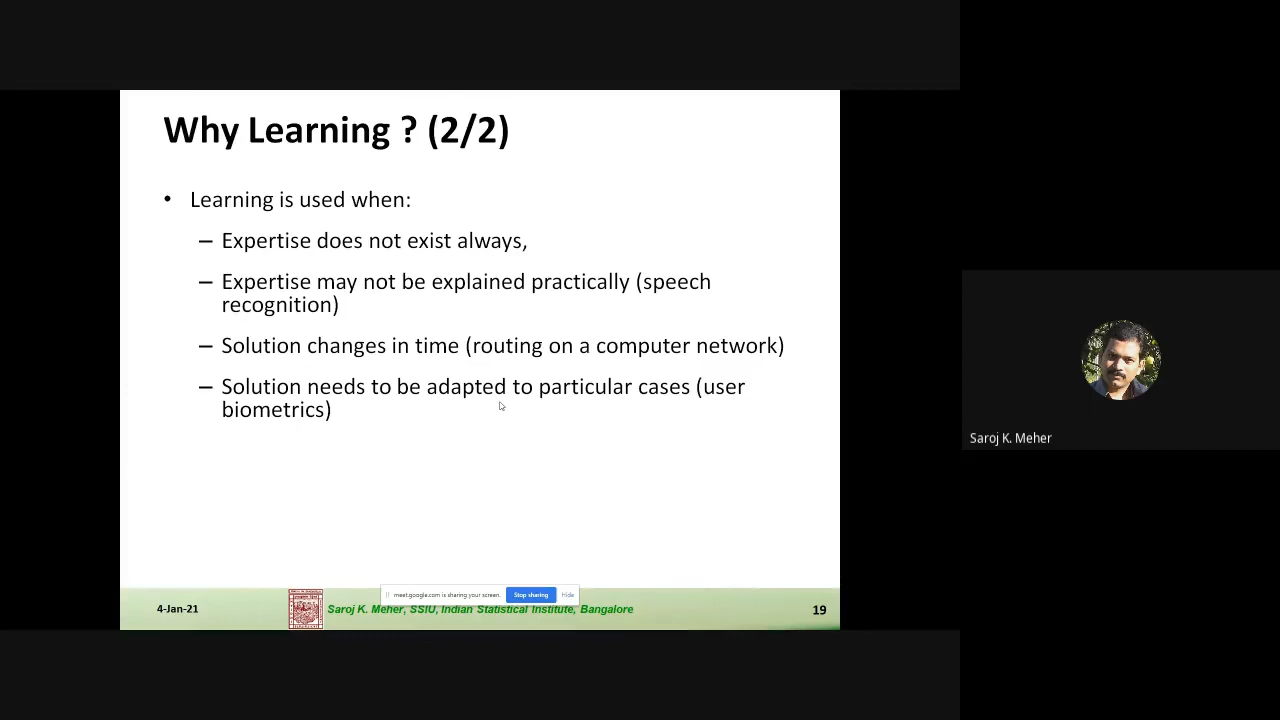 Why Learning ? (2/2)
• Learning is used when:
– Expertise does not exist always,
– Expertise may not be explained practically (speech
recognition)
– Solution changes in time (routing on a computer network)
– Solution needs to be adapted to particular cases (user
biometrics)
Saroj K. Meher
meet.google.com is sharing your screen.
Stop sharing
Hide
4-Jan-21
Saroj K. Meher, SSIU, Indian Statistical Institute, Bangalore
19